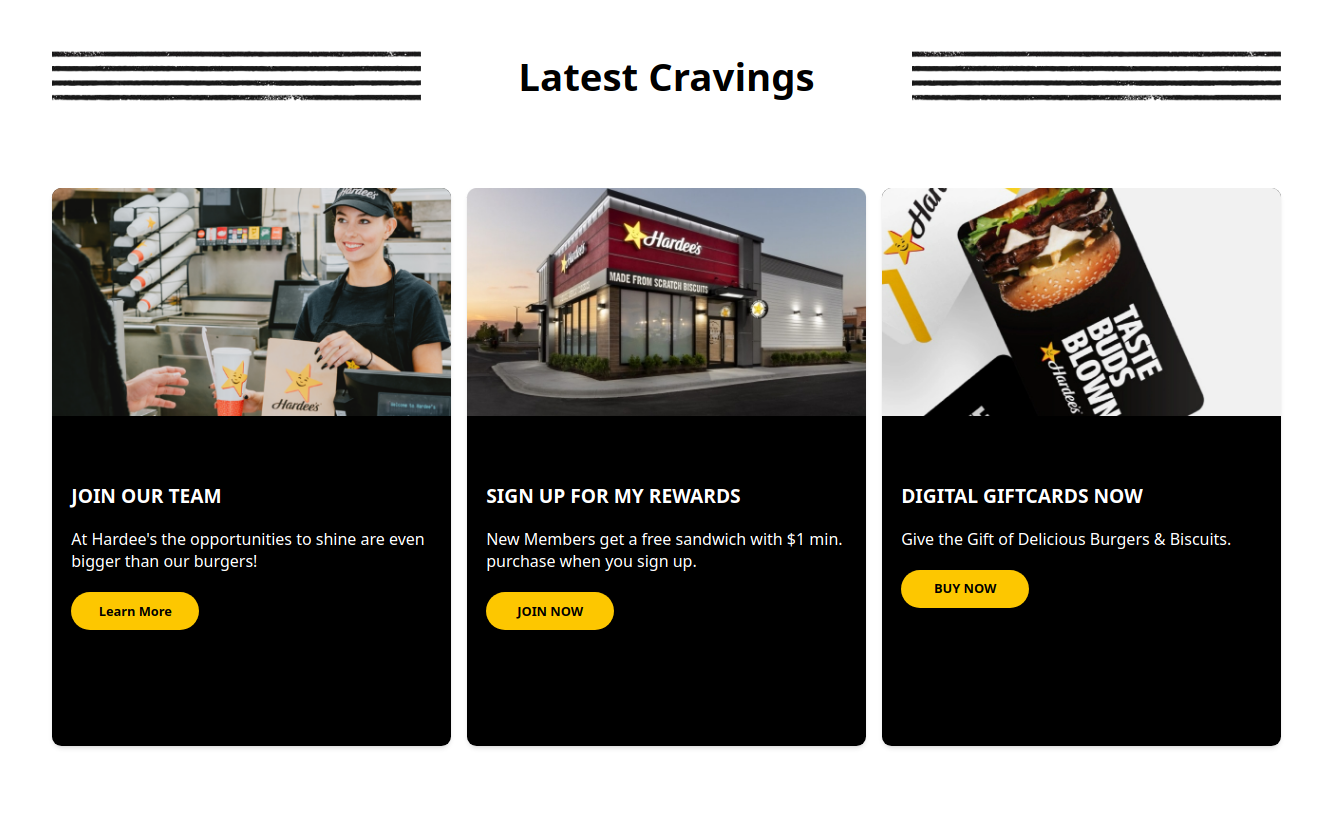 Latest Cravings
Hardee's
Hardee's
Hardee's
Hardee's
MADE FROM SCRATCH BISCUITS
TASTE
BUDS
BLOWN
Hardee's
JOIN OUR TEAM
At Hardee's the opportunities to shine are even
bigger than our burgers!
Learn More
SIGN UP FOR MY REWARDS
New Members get a free sandwich with $1 min.
purchase when you sign up.
JOIN NOW
DIGITAL GIFTCARDS NOW
Give the Gift of Delicious Burgers & Biscuits.
BUY NOW